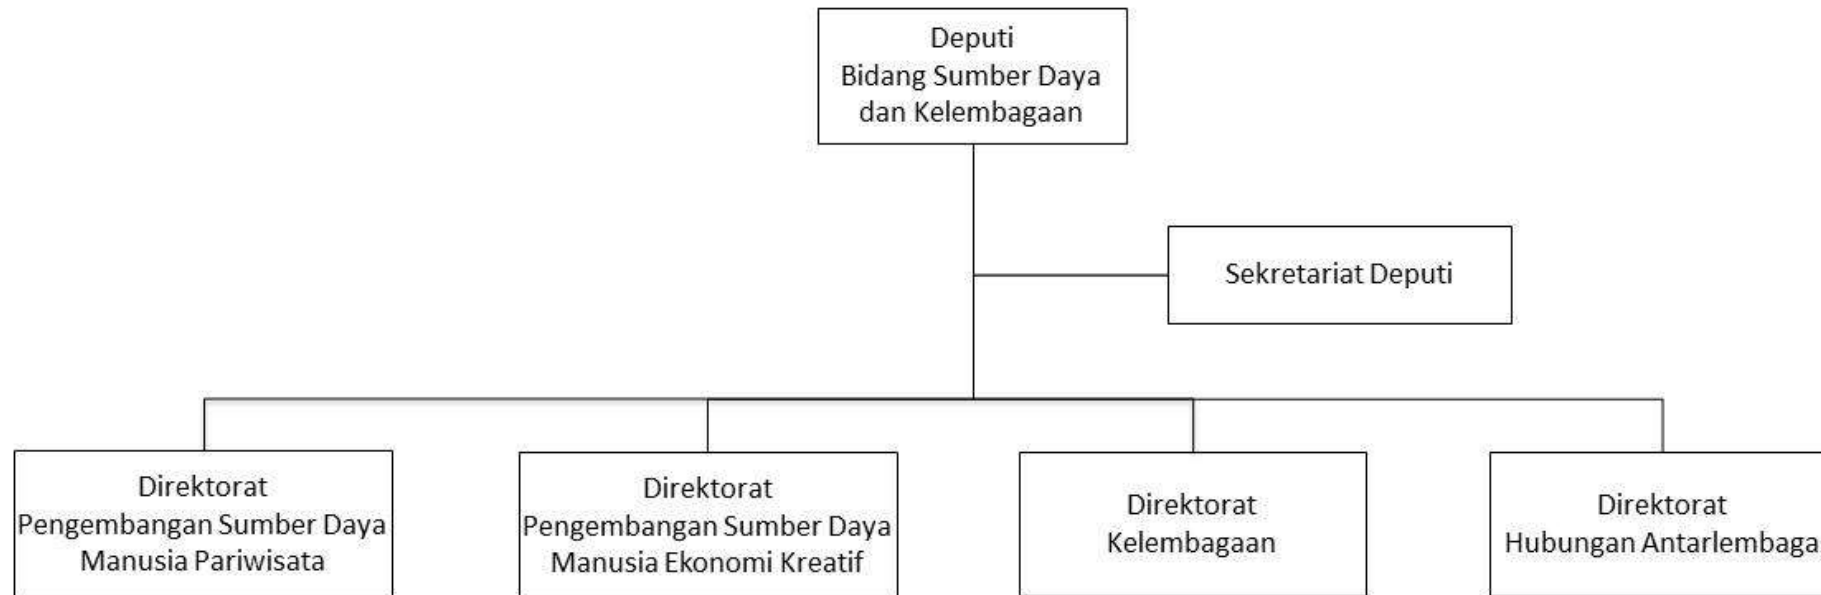 Deputi
Bidang Sumber Daya
dan Kelembagaan
Sekretariat Deputi
Direktorat
Pengembangan Sumber Daya
Manusia Pariwisata
Direktorat
Pengembangan Sumber Daya
Manusia Ekonomi Kreatif
Direktorat
Kelembagaan
Direktorat
Hubungan Antarlembaga